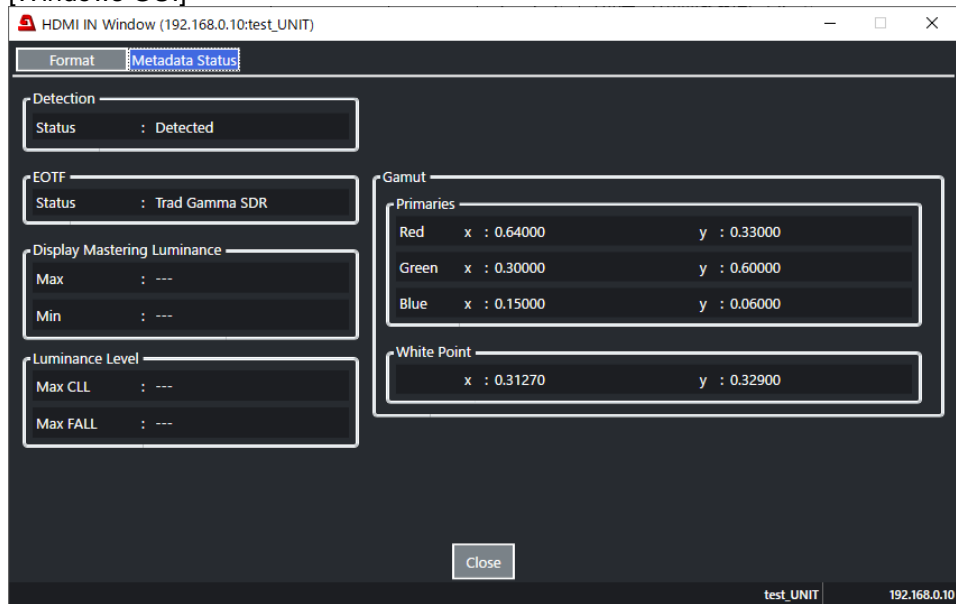 [Windows GUI]
HDMI IN Window (192.168.0.10:test_UNIT)
Format Metadata Status
Detection
Status : Detected
EOTF
Status : Trad Gamma SDR
Display Mastering Luminance
Max : ---
Min : ---
Luminance Level
Max CLL : ---
Max FALL : ---
Gamut
Primaries
Red x : 0.64000 y : 0.33000
Green x : 0.30000 y : 0.60000
Blue x : 0.15000 y : 0.06000
White Point
x : 0.31270 y : 0.32900
Close
test_UNIT 192.168.0.10